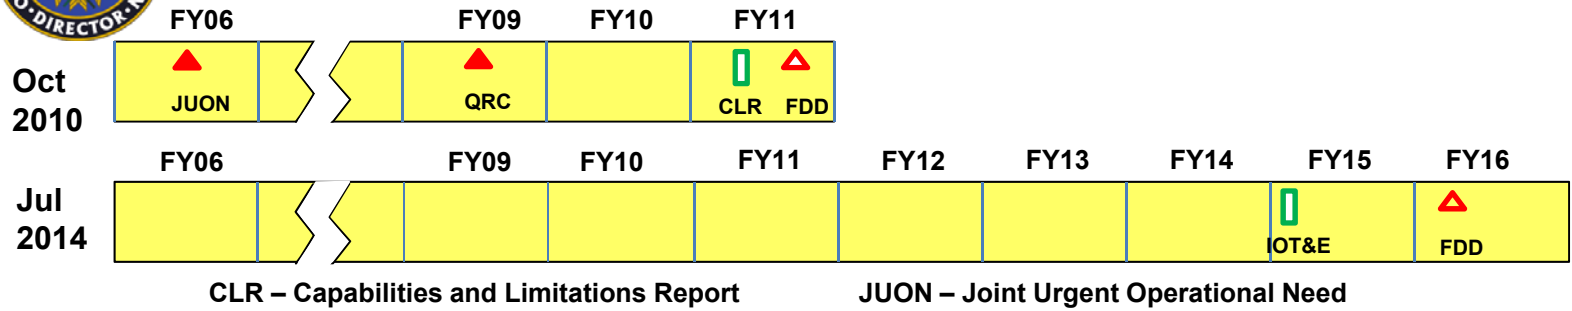 O • DIRECTOR • N
FY06 FY09 FY10 FY11
Oct 2010
JUON QRC CLR FDD
FY06 FY09 FY10 FY11 FY12 FY13 FY14 FY15 FY16
Jul 2014
IOT&E FDD
CLR – Capabilities and Limitations Report JUON – Joint Urgent Operational Need